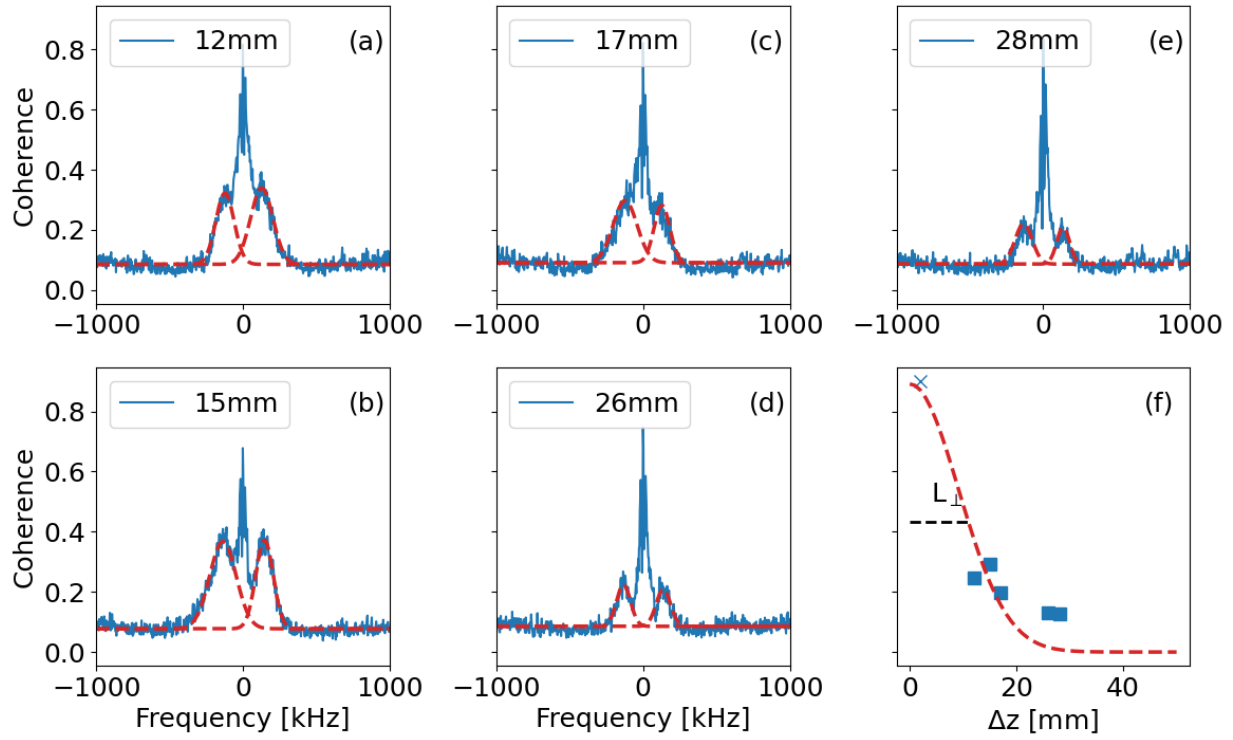 12mm
(a)
17mm
(c)
28mm
(e)
Coherence
0.8
0.6
0.4
0.2
0.0
−1000
0
1000
−1000
0
1000
−1000
0
1000
15mm
(b)
26mm
(d)
(f)
L⊥
Coherence
0.8
0.6
0.4
0.2
0.0
−1000
0
1000
−1000
0
1000
0
20
40
Frequency [kHz]
Frequency [kHz]
Δz [mm]